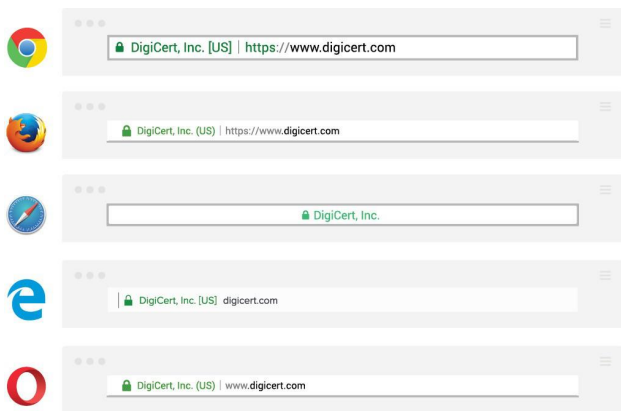 DigiCert, Inc. [US] | https://www.digicert.com
DigiCert, Inc. (US) | https://www.digicert.com
DigiCert, Inc.
DigiCert, Inc. [US] digicert.com
DigiCert, Inc. (US) | www.digicert.com